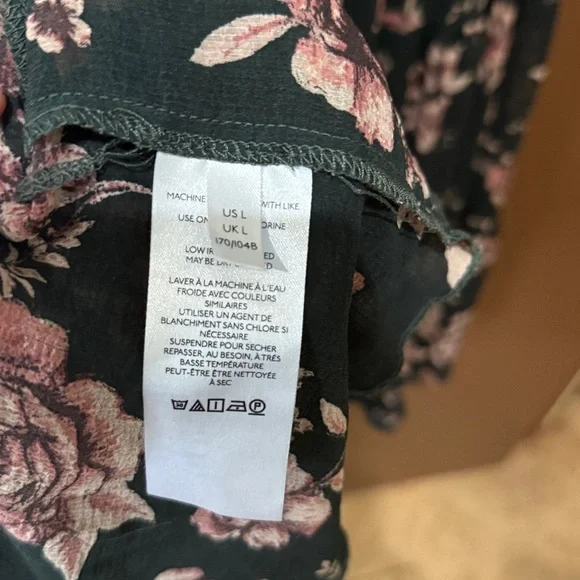 MACHINE
WITH LIKE.
US L
UK L
170/104B
LOW
MAY BE
ED
LAVER À LA MACHINE À L'EAU
FROIDE AVEC COULEURS
SIMILAIRES
UTILISER UN AGENT DE
BLANCHIMENT SANS CHLORE SI
NÉCESSAIRE
SUSPENDRE POUR SECHER
REPASSER, AU BESOIN, À TRÈS
BASSE TEMPÉRATURE
PEUT-ÊTRE ÊTRE NETTOYÉE
À SEC